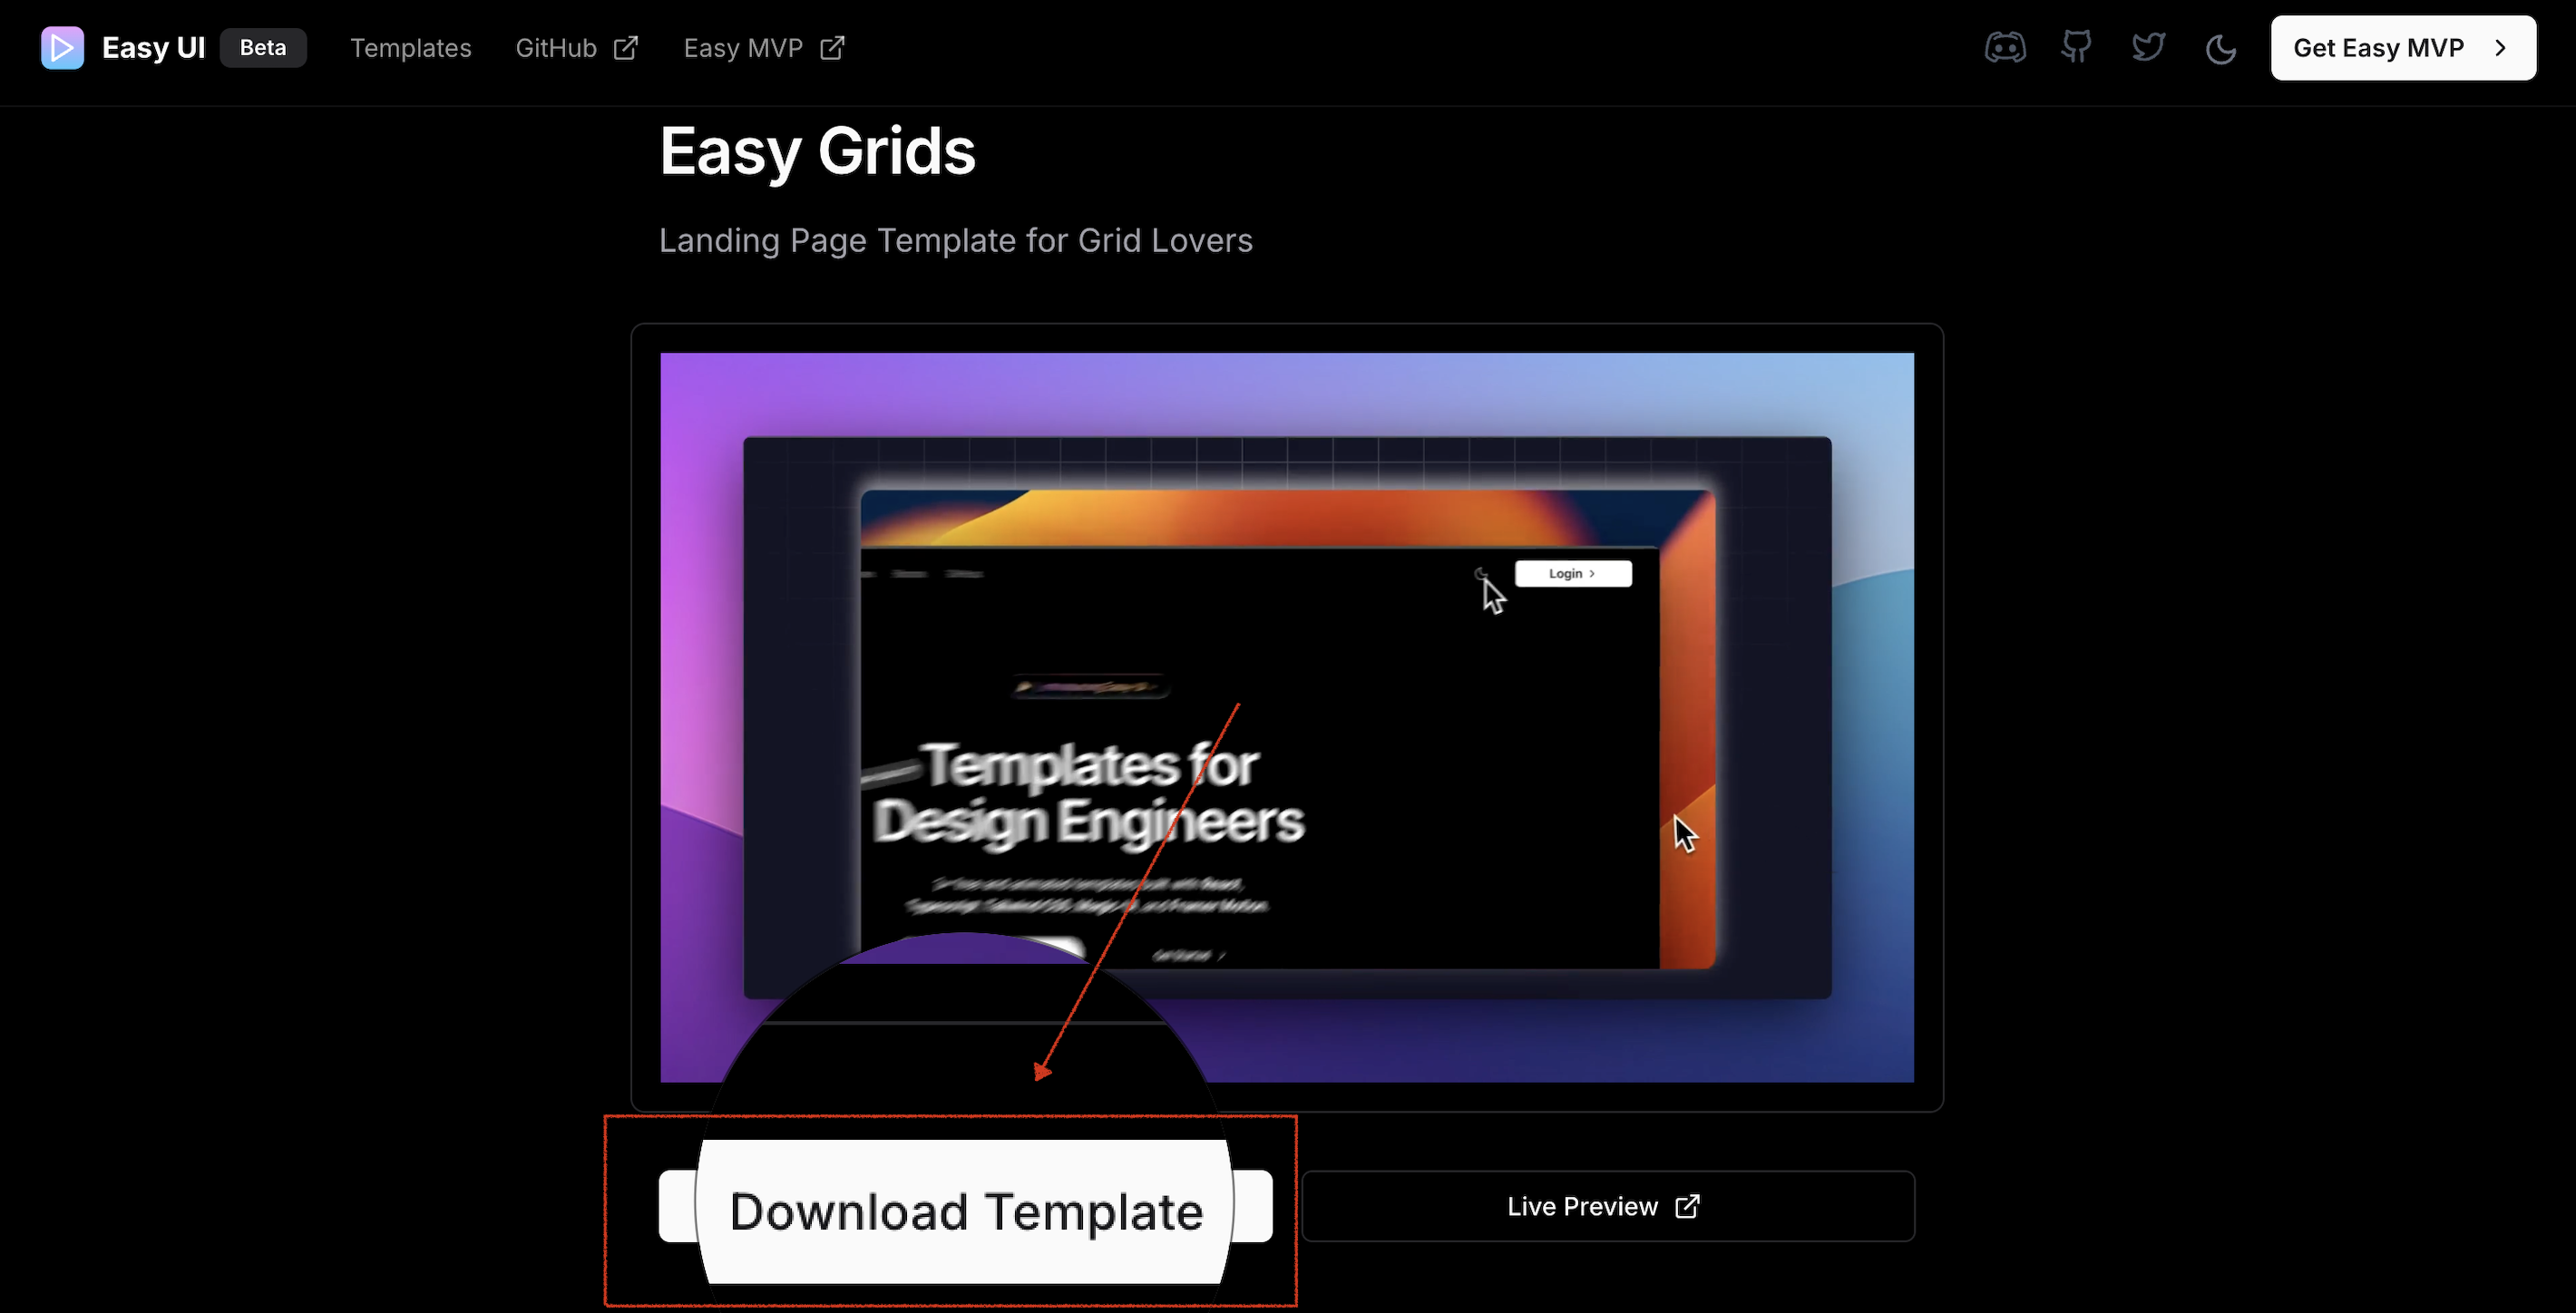 Easy UI Beta Templates GitHub Easy MVP Get Easy MVP
Easy Grids
Landing Page Template for Grid Lovers
Login
Templates for
Design Engineers
Download Template
Live Preview